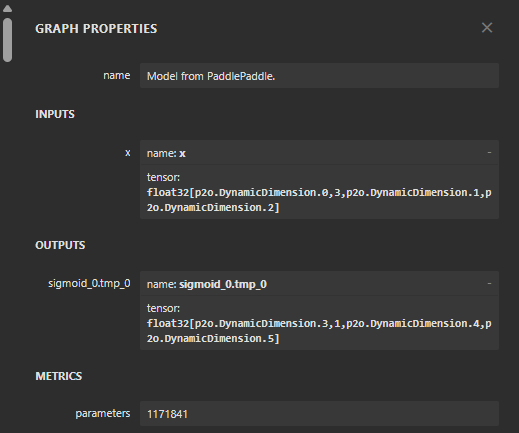 GRAPH PROPERTIES
name
Model from PaddlePaddle.
INPUTS
x
name: x
-
tensor:
float32[p2o.DynamicDimension.0,3,p2o.DynamicDimension.1,p
2o.DynamicDimension.2]
OUTPUTS
sigmoid_0.tmp_0
name: sigmoid_0.tmp_0
-
tensor:
float32[p2o.DynamicDimension.3,1,p2o.DynamicDimension.4,p
2o.DynamicDimension.5]
METRICS
parameters
1171841